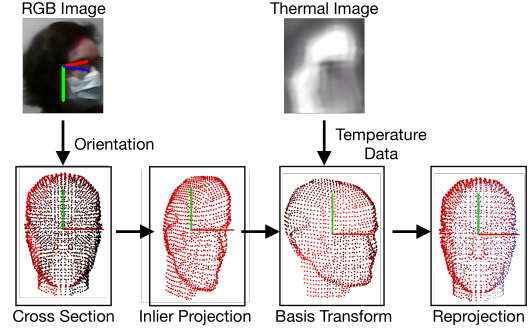 RGB Image
Thermal Image
Orientation
Temperature
Data
Cross Section
Inlier Projection
Basis Transform
Reprojection